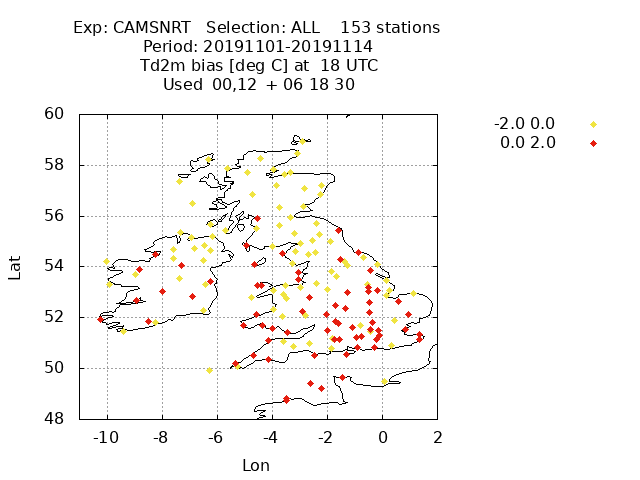 Exp: CAMSNRT   Selection: ALL    153 stations
Period: 20191101-20191114
Td2m bias [deg C] at  18 UTC
Used  00,12  + 06 18 30
-2.0 0.0
0.0 2.0
60
58
56
54
52
50
48
Lat
-10 -8 -6 -4 -2 0 2
Lon